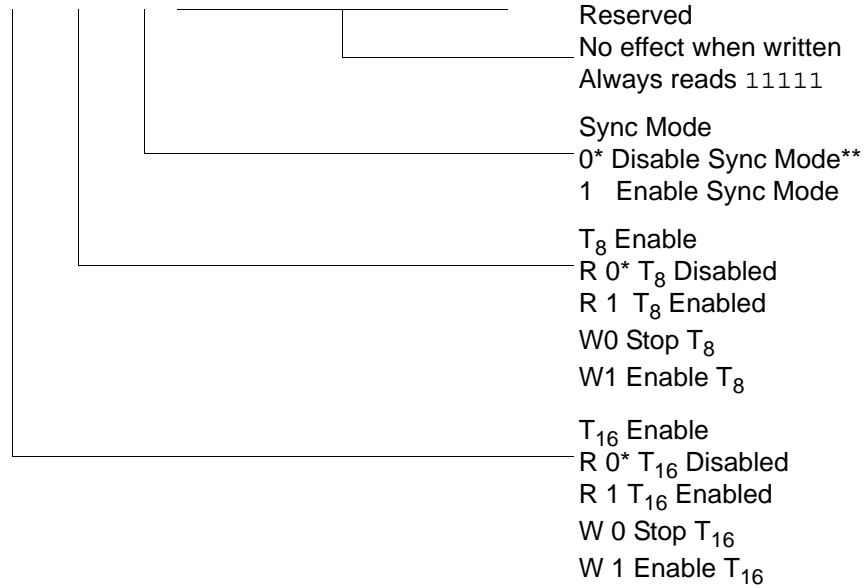 Reserved
No effect when written
Always reads 11111
Sync Mode
0* Disable Sync Mode**
1 Enable Sync Mode
T8 Enable
R 0* T8 Disabled
R 1 T8 Enabled
W0 Stop T8
W1 Enable T8
T16 Enable
R 0* T16 Disabled
R 1 T16 Enabled
W 0 Stop T16
W 1 Enable T16